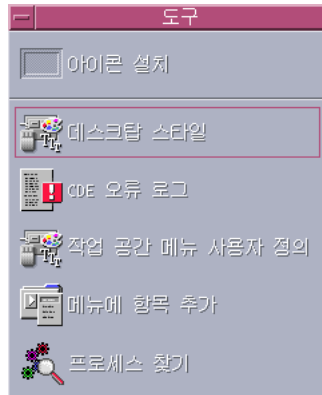 도구
아이콘 설치
데스크탑 스타일
CDE 오류 로그
작업 공간 메뉴 사용자 정의
메뉴에 항목 추가
프로세스 찾기